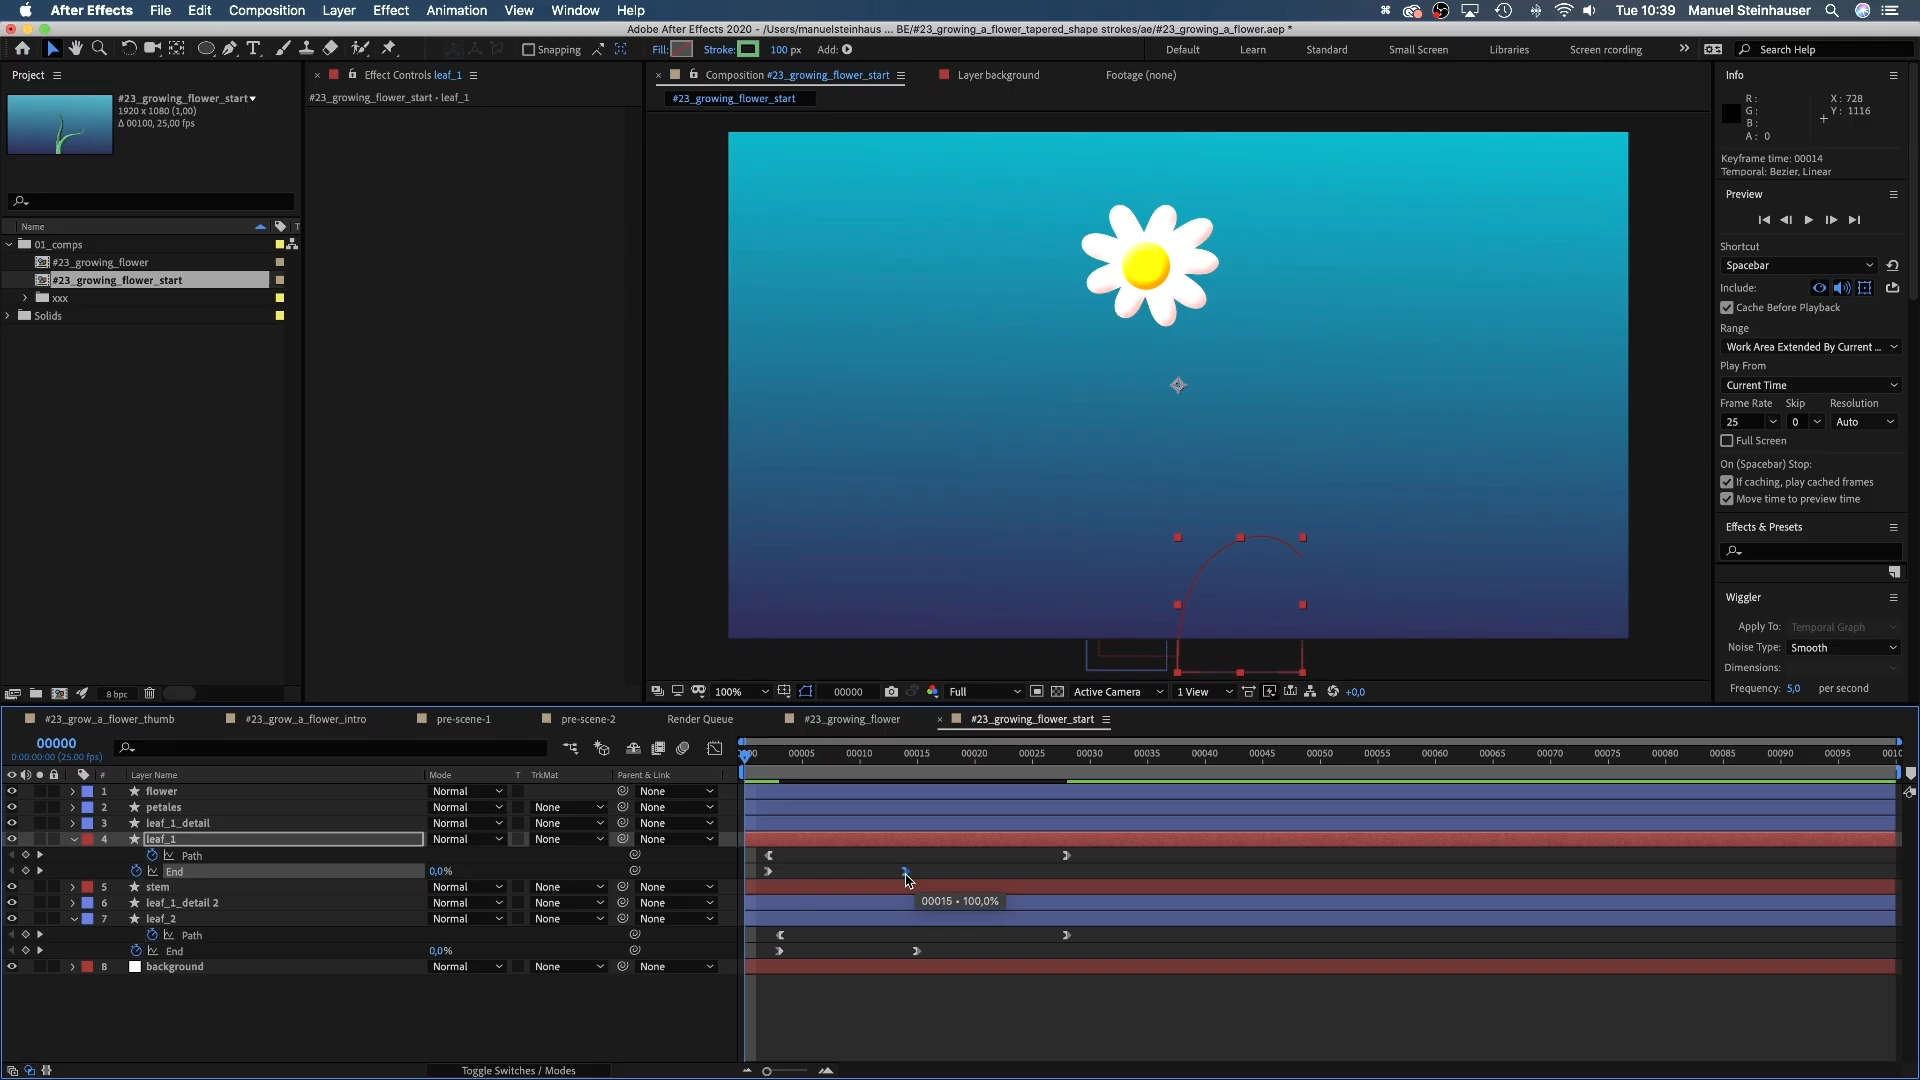 After Effects File Edit Composition Layer Effect Animation View Window Help Tue 10:39 Manuel Steinhauser
Adobe After Effects 2020 - /Users/manuelsteinhaus ... BE/#23_growing_a_flower_tapered_shape strokes/ae/#23_growing_a_flower.aep *
Snapping Fill: Stroke: 100 px Add: Default Learn Standard Small Screen Libraries Screen rcording Search Help
Project Effect Controls leaf_1 Composition #23_growing_flower_start Layer background Footage (none) Info
#23_growing_flower_start
1920 x 1080 (1,00)
Δ 00100, 25,00 fps
#23_growing_flower_start • leaf_1
#23_growing_flower_start
R: X: 728
G: Y: 1116
B:
A: 0
Keyframe time: 00014
Temporal: Bezier, Linear
Preview
Shortcut
Spacebar
Include:
Cache Before Playback
Range
Work Area Extended By Current ...
Play From
Current Time
Frame Rate Skip Resolution
25 0 Auto
Full Screen
On (Spacebar) Stop:
If caching, play cached frames
Move time to preview time
Effects & Presets
Wiggler
Apply To: Temporal Graph
Noise Type: Smooth
Dimensions:
Frequency: 5,0 per second
Name T
01_comps
#23_growing_flower
#23_growing_flower_start
xxx
Solids
8 bpc
100% 00000 Full Active Camera 1 View +0,0
#23_grow_a_flower_thumb #23_grow_a_flower_intro pre-scene-1 pre-scene-2 Render Queue #23_growing_flower #23_growing_flower_start
00000
0:00:00:00 (25.00 fps)
00005 00010 00015 00020 00025 00030 00035 00040 00045 00050 00055 00060 00065 00070 00075 00080 00085 00090 00095
# Layer Name Mode T TrkMat Parent & Link
1 flower Normal None
2 petales Normal None None
3 leaf_1_detail Normal None None
4 leaf_1 Normal None None
Path
End 0,0%
5 stem Normal None None
6 leaf_1_detail 2 Normal None None
00015 • 100,0%
7 leaf_2 Normal None None
Path
End 0,0%
8 background Normal None None
Toggle Switches / Modes